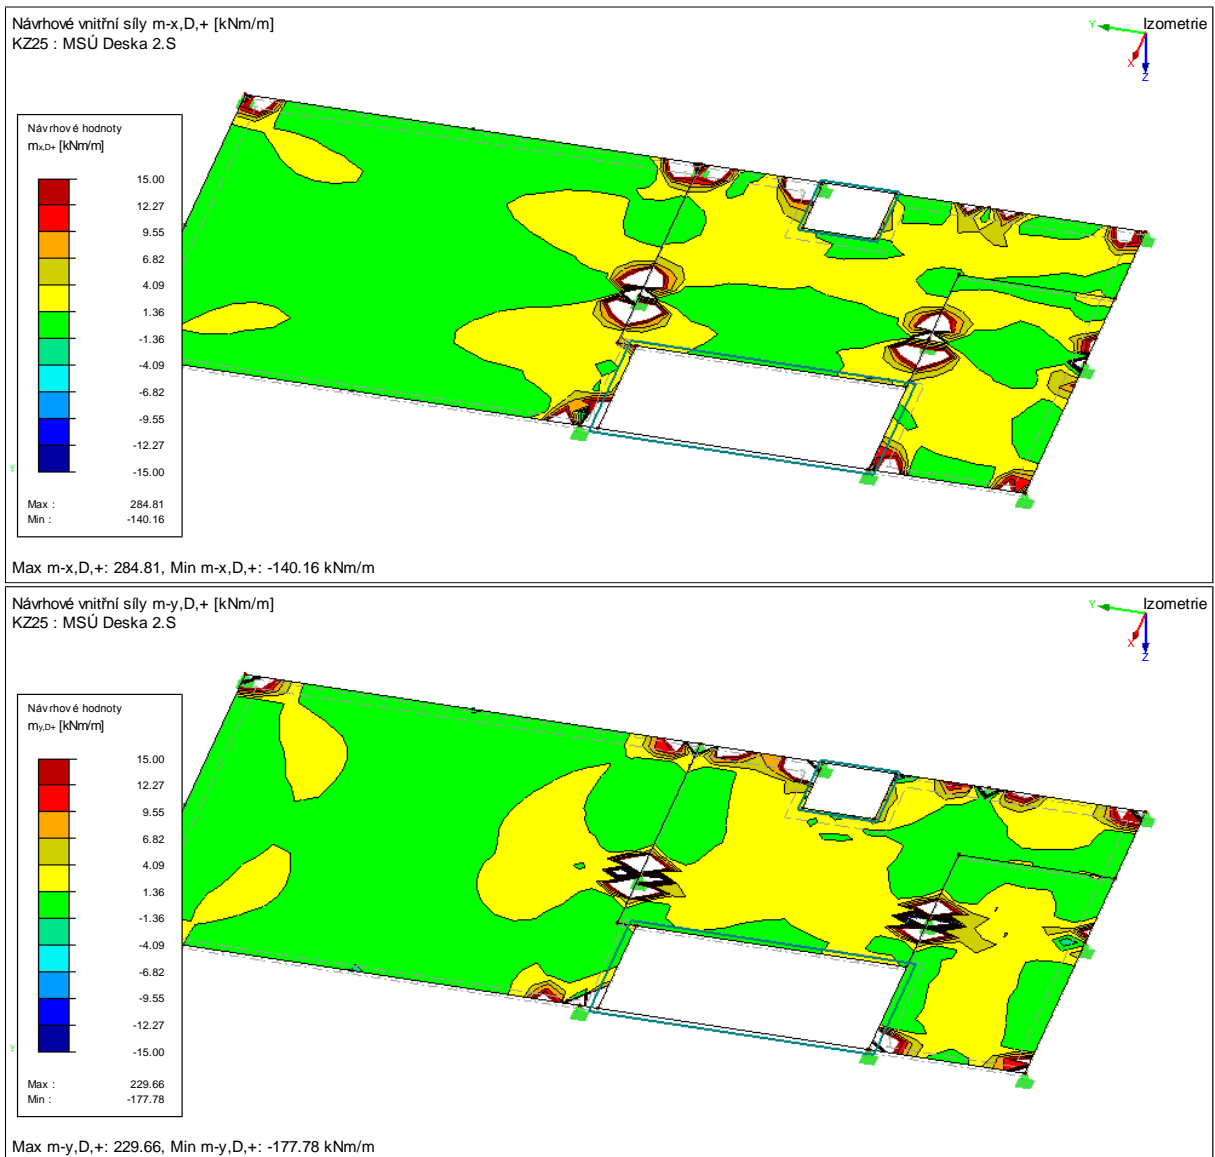 Návrhové vnitřní síly m-x,D,+ [kNm/m]
Izometrie
KZ25 : MSÚ Deska 2.S
Y
X
Z
Návrhové hodnoty
mx,D+ [kNm/m]
15.00
12.27
9.55
6.82
4.09
1.36
-1.36
-4.09
-6.82
-9.55
-12.27
-15.00
Max : 284.81
Min : -140.16
Max m-x,D,+: 284.81, Min m-x,D,+: -140.16 kNm/m
Návrhové vnitřní síly m-y,D,+ [kNm/m]
Izometrie
KZ25 : MSÚ Deska 2.S
Y
X
Z
Návrhové hodnoty
my,D+ [kNm/m]
15.00
12.27
9.55
6.82
4.09
1.36
-1.36
-4.09
-6.82
-9.55
-12.27
-15.00
Max : 229.66
Min : -177.78
Max m-y,D,+: 229.66, Min m-y,D,+: -177.78 kNm/m